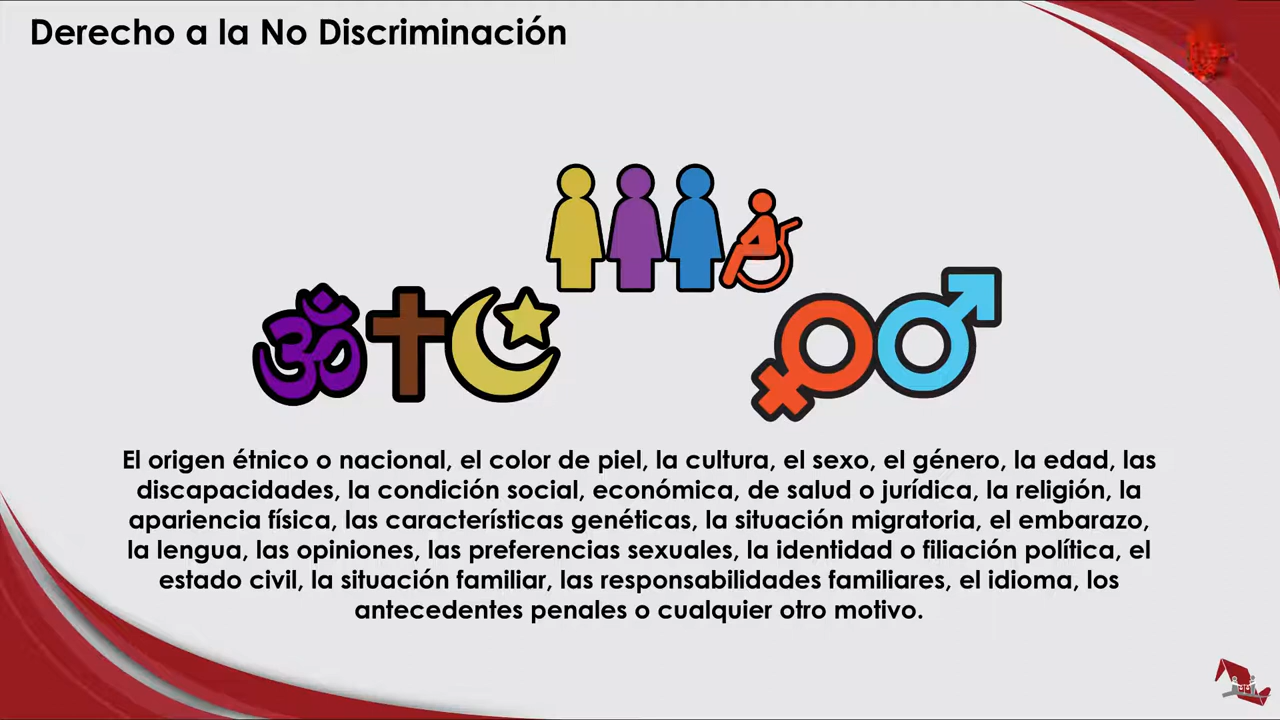 Derecho a la No Discriminación
El origen étnico o nacional, el color de piel, la cultura, el sexo, el género, la edad, las
discapacidades, la condición social, económica, de salud o jurídica, la religión, la
apariencia física, las características genéticas, la situación migratoria, el embarazo,
la lengua, las opiniones, las preferencias sexuales, la identidad o filiación política, el
estado civil, la situación familiar, las responsabilidades familiares, el idioma, los
antecedentes penales o cualquier otro motivo.